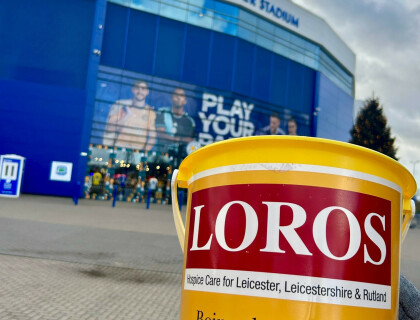 STADIUM
PLAY
YOUR
LOROS
Hospice Care for Leicester, Leicestershire & Rutland